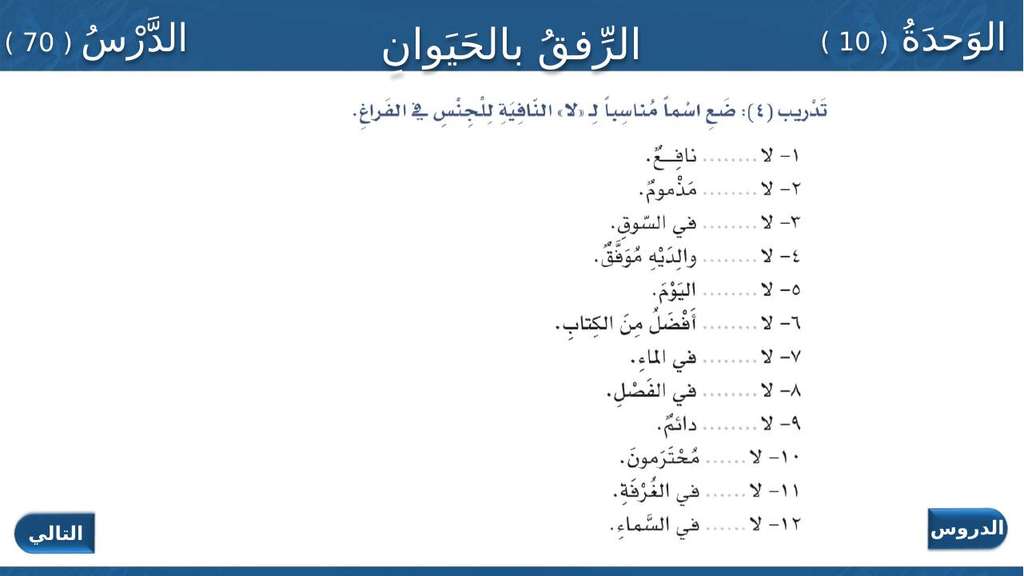 الوَحدَةُ ( 10 )
الرِّفقُ بالحَيَوانِ
الدَّرْسُ ( 70 )
تَدْريب (٤): ضَعِ اسْماً مُناسِباً لِـ «لا» النّافِيَةِ لِلْجِنْسِ في الفَراغِ.
١- لا ........ نافِـعٌ.
٢- لا ........ مَذْمومٌ.
٣- لا ........ في السّوقِ.
٤- لا ........ والِدَيْهِ مُوَفَّقٌ.
٥- لا ........ اليَوْمَ.
٦- لا ........ أَفْضَلُ مِنَ الكِتابِ.
٧- لا ........ في الماءِ.
٨- لا ........ في الفَصْلِ.
٩- لا ........ دائمٌ.
١٠- لا ...... مُحْتَرَمونَ.
١١- لا ...... في الغُرْفَةِ.
١٢- لا ...... في السَّماءِ.
الدروس
التالي